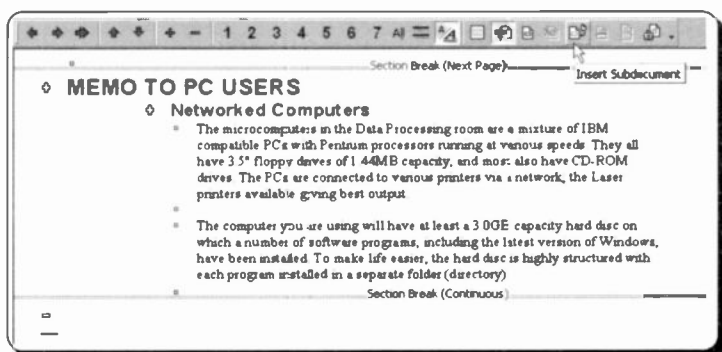 1 2 3 4 5 6 7 All
Section Break (Next Page)
Insert Subdocument
MEMO TO PC USERS
Networked Computers
The microcomputers in the Data Processing room are a mixture of IBM
compatible PCs with Pentium processors running at various speeds. They all
have 3.5" floppy drives of 1.44MB capacity, and most also have CD-ROM
drives. The PCs are connected to various printers via a network, the Laser
printers available giving best output
The computer you are using will have at least a 3.0GE capacity hard disc on
which a number of software programs, including the latest version of Windows,
have been installed. To make life easier, the hard disc is highly structured with
each program installed in a separate folder (directory)
Section Break (Continuous)